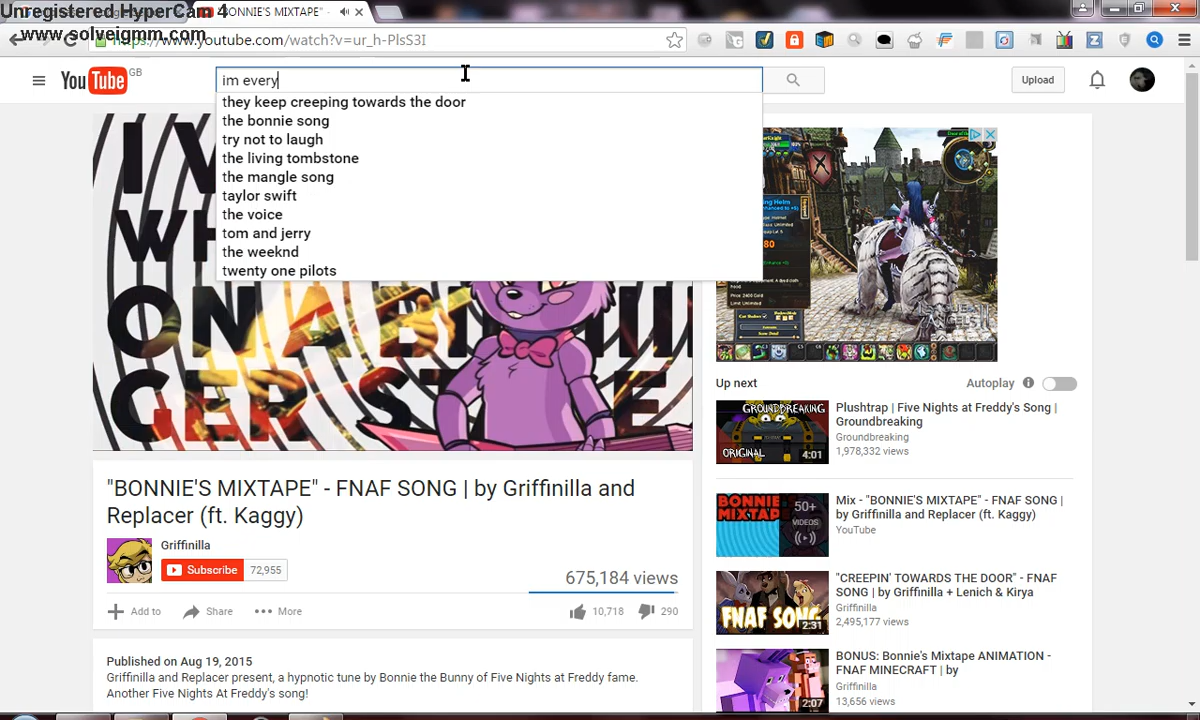 Unregistered HyperCam 4
www.solveigmm.com
"BONNIE'S MIXTAPE" -
https://www.youtube.com/watch?v=ur_h-PlsS3I
YouTube GB
im every
Upload
they keep creeping towards the door
the bonnie song
try not to laugh
the living tombstone
the mangle song
taylor swift
the voice
tom and jerry
the weeknd
twenty one pilots
Up next
Autoplay
GROUNDBREAKING
ORIGINAL
4:01
Plushtrap | Five Nights at Freddy's Song |
Groundbreaking
Groundbreaking
1,978,332 views
"BONNIE'S MIXTAPE" - FNAF SONG | by Griffinilla and
Replacer (ft. Kaggy)
Griffinilla
Subscribe
72,955
675,184 views
Add to
Share
More
10,718
290
Published on Aug 19, 2015
Griffinilla and Replacer present, a hypnotic tune by Bonnie the Bunny of Five Nights at Freddy fame.
Another Five Nights At Freddy's song!
BONNIE'S
MIXTAPE
50+
VIDEOS
Mix - "BONNIE'S MIXTAPE" - FNAF SONG |
by Griffinilla and Replacer (ft. Kaggy)
YouTube
FNAF SONG
2:31
"CREEPIN' TOWARDS THE DOOR" - FNAF
SONG | by Griffinilla + Lenich & Kirya
Griffinilla
2,495,177 views
2:07
BONUS: Bonnie's Mixtape ANIMATION -
FNAF MINECRAFT | by
Griffinilla
13,656 views